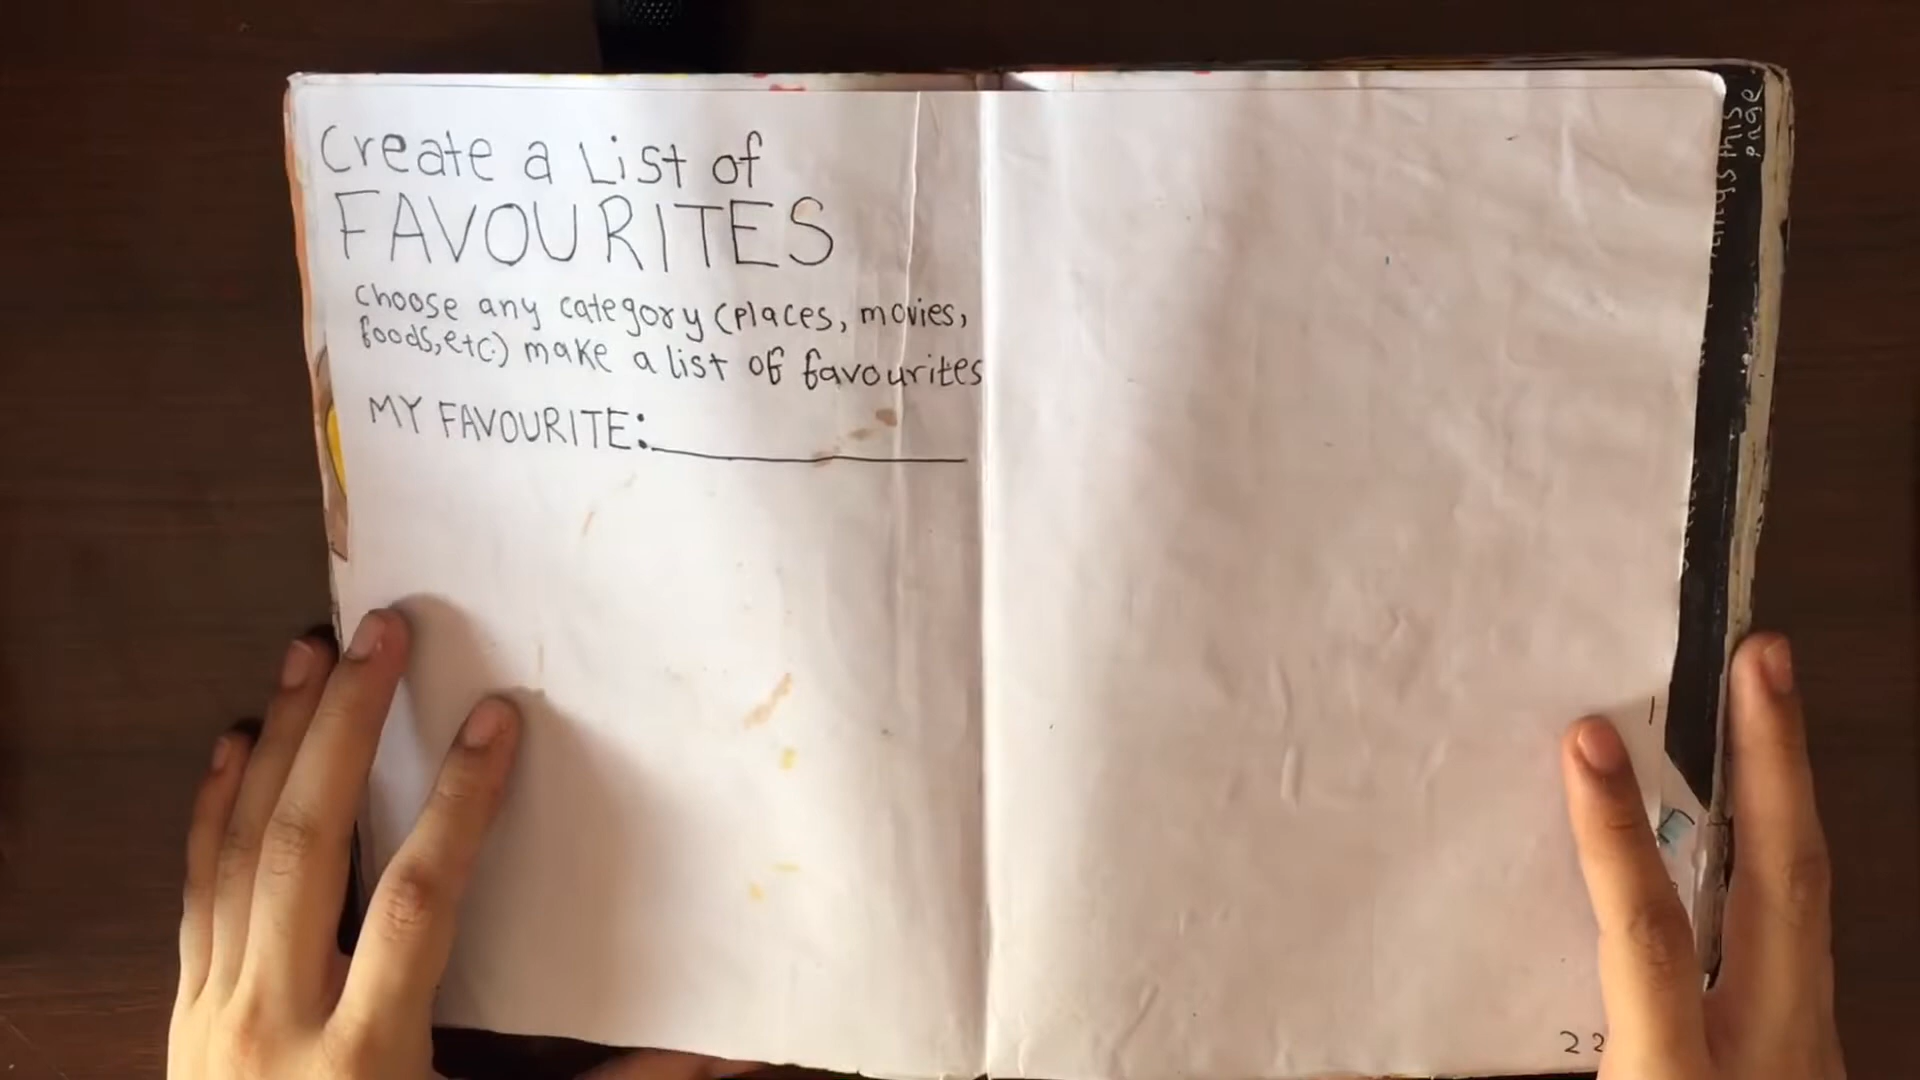 Create a List of
FAVOURITES
choose any category (places, movies,
foods, etc.) make a list of favourites
MY FAVOURITE:
this
page
22